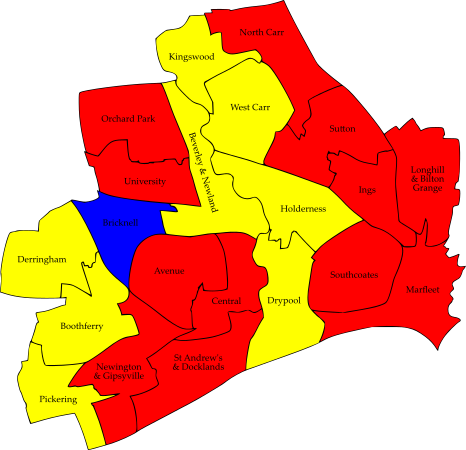 North Carr
Kingswood
West Carr
Orchard Park
Sutton
Beverley & Newland
Longhill
& Bilton
Grange
University
Ings
Holderness
Bricknell
Derringham
Avenue
Southcoates
Marfleet
Central
Drypool
Boothferry
St Andrew's
& Docklands
Newington
& Gipsyville
Pickering